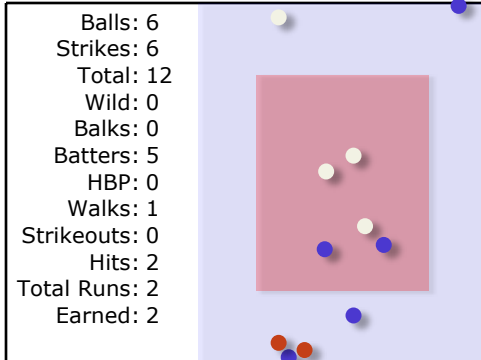 Balls: 6
Strikes: 6
Total: 12
Wild: 0
Balks: 0
Batters: 5
HBP: 0
Walks: 1
Strikeouts: 0
Hits: 2
Total Runs: 2
Earned: 2